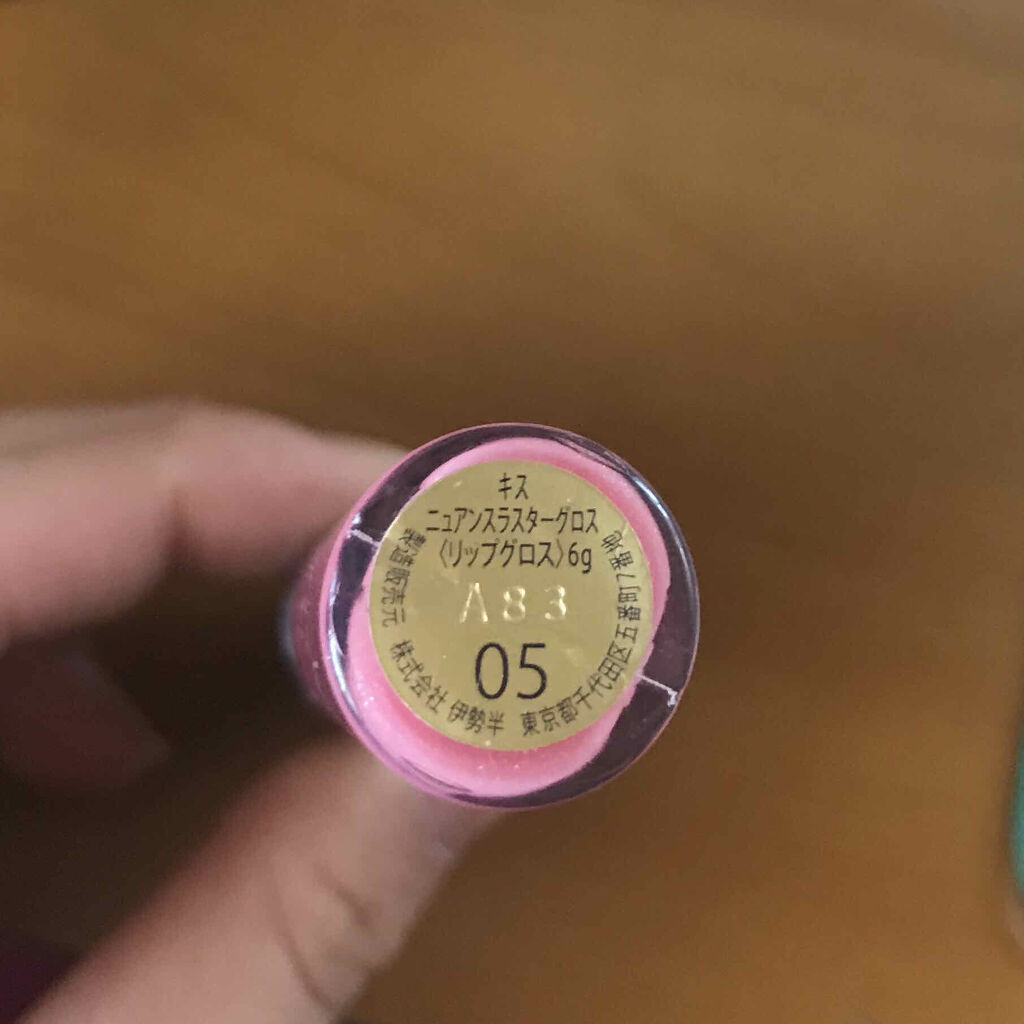 キス
ニュアンスラスターグロス
〈リップグロス〉6g
A83
05
製造販売元 株式会社 伊勢半 東京都千代田区五番町7番地